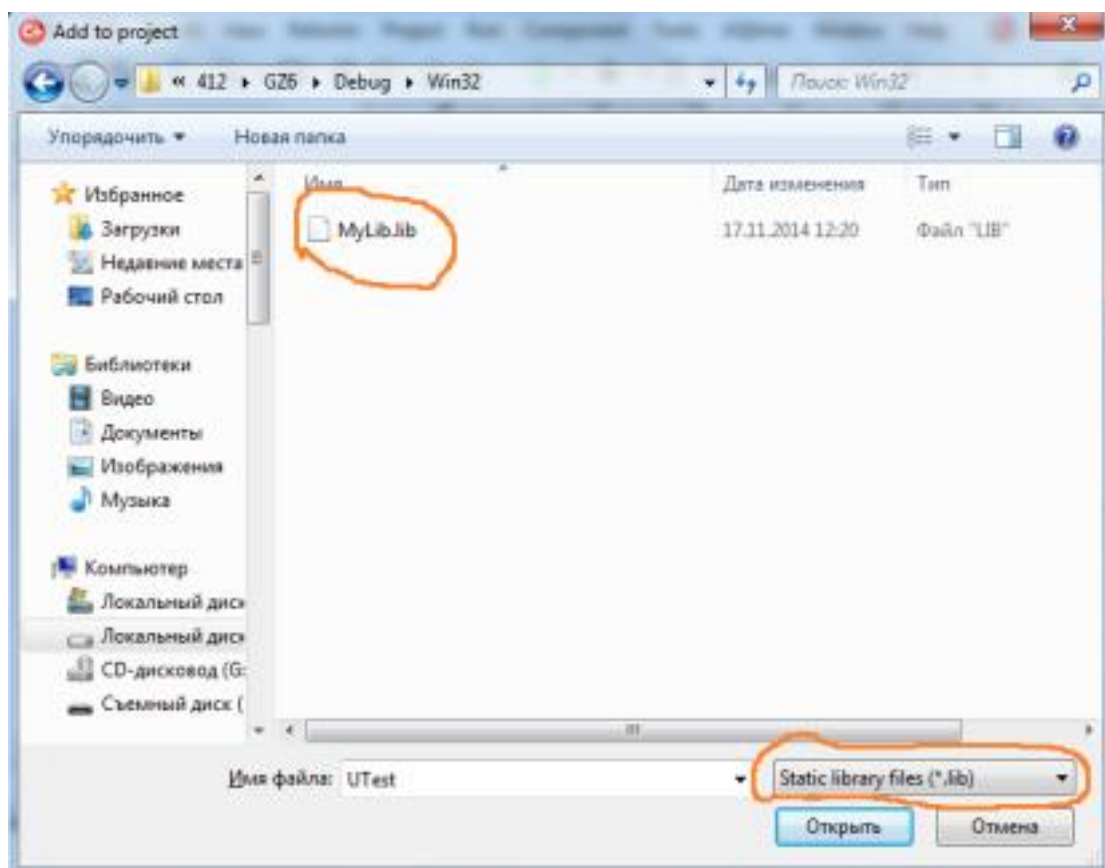 Add to project
« 412 ▸ GZ6 ▸ Debug ▸ Win32
Поиск: Win32
Упорядочить ▾ Новая папка
Избранное
Загрузки
Недавние места
Рабочий стол
Библиотеки
Видео
Документы
Изображения
Музыка
Компьютер
Локальный диск
Локальный диск
CD-дисковод (G:
Съемный диск (
Имя Дата изменения Тип
MyLib.lib 17.11.2014 12:20 Файл "LIB"
Имя файла: UTest Static library files (*.lib)
Открыть Отмена